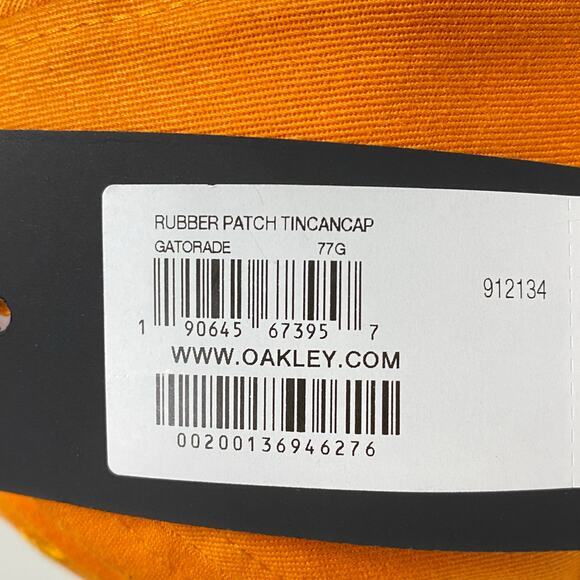 RUBBER PATCH TINCANCAP
GATORADE 77G
912134
1 90645 67395 7
WWW.OAKLEY.COM
00200136946276